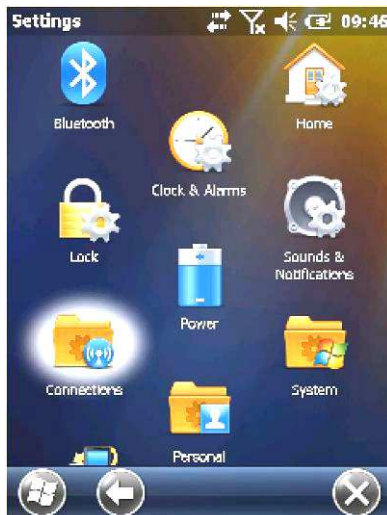 Settings 09:46
Bluetooth
Home
Clock & Alarms
Lock
Sounds &
Notifications
Power
Connections
System
Personal